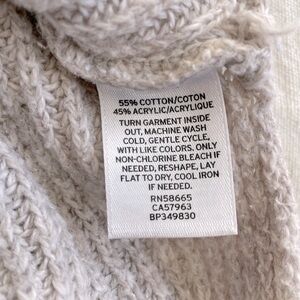 55% COTTON/COTON
45% ACRYLIC/ACRYLIQUE
TURN GARMENT INSIDE
OUT, MACHINE WASH
COLD, GENTLE CYCLE,
WITH LIKE COLORS. ONLY
NON-CHLORINE BLEACH IF
NEEDED, RESHAPE, LAY
FLAT TO DRY, COOL IRON
IF NEEDED.
RN58665
CA57963
BP349830